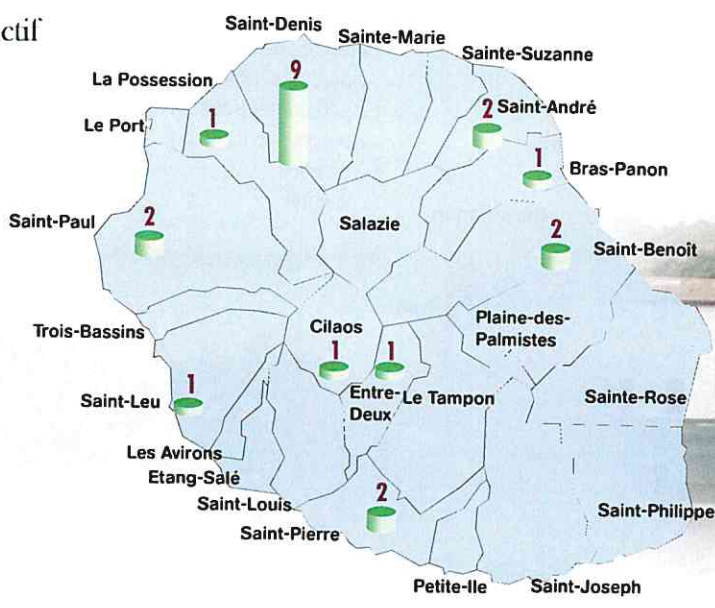 ctif
Saint-Denis
Sainte-Marie
Sainte-Suzanne
La Possession
9
Le Port
1
2
Saint-André
1
Bras-Panon
Saint-Paul
2
Salazie
2
Saint-Benoît
Trois-Bassins
Cilaos
Plaine-des-
Palmistes
1
1
Saint-Leu
1
Entre-
Deux
Le Tampon
Sainte-Rose
Les Avirons
Etang-Salé
Saint-Louis
2
Saint-Pierre
Saint-Philippe
Petite-Ile
Saint-Joseph